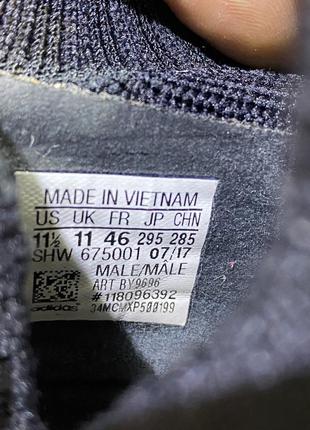 MADE IN VIETNAM
US UK FR JP CHN
11½ 11 46 295 285
SHW 675001 07/17
MALE/MALE
ART BY9696
#118096392
adidas 04MCMXP500199